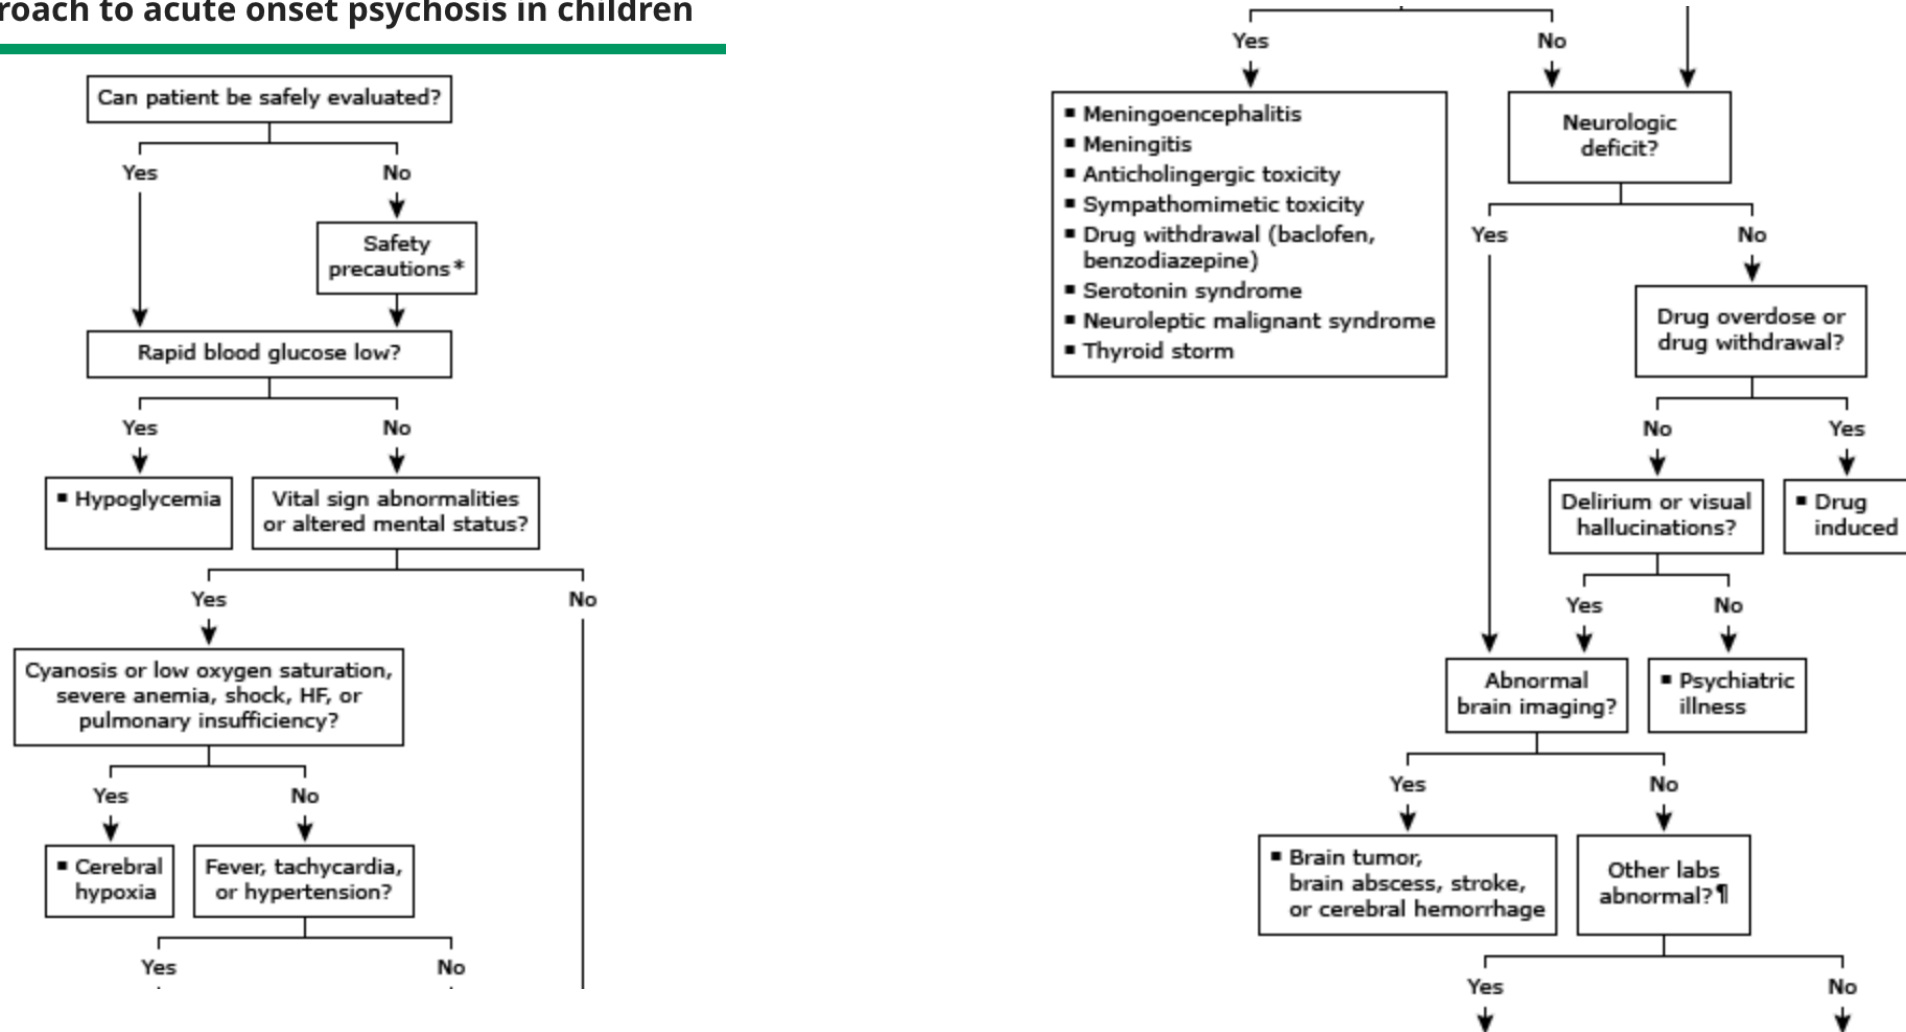 roach to acute onset psychosis in children
Can patient be safely evaluated?
Yes
No
Safety
precautions*
Rapid blood glucose low?
Yes
No
▪ Hypoglycemia
Vital sign abnormalities
or altered mental status?
Yes
No
Cyanosis or low oxygen saturation,
severe anemia, shock, HF, or
pulmonary insufficiency?
Yes
No
▪ Cerebral
hypoxia
Fever, tachycardia,
or hypertension?
Yes
No
Yes
No
▪ Meningoencephalitis
▪ Meningitis
▪ Anticholingergic toxicity
▪ Sympathomimetic toxicity
▪ Drug withdrawal (baclofen,
benzodiazepine)
▪ Serotonin syndrome
▪ Neuroleptic malignant syndrome
▪ Thyroid storm
Neurologic
deficit?
Yes
No
Drug overdose or
drug withdrawal?
No
Yes
Delirium or visual
hallucinations?
▪ Drug
induced
Yes
No
Abnormal
brain imaging?
▪ Psychiatric
illness
Yes
No
▪ Brain tumor,
brain abscess, stroke,
or cerebral hemorrhage
Other labs
abnormal?¶
Yes
No